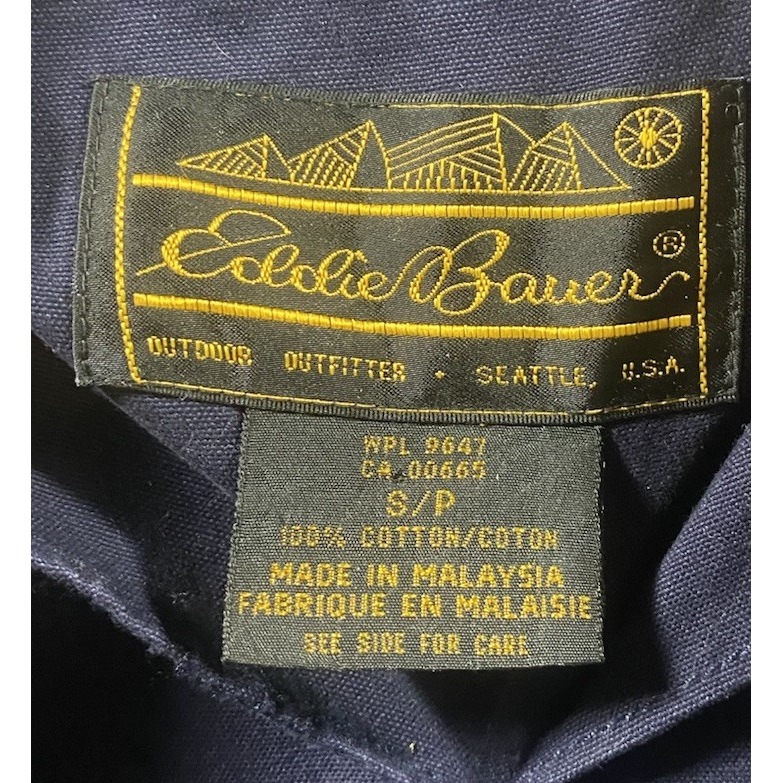 Eddie Bauer ®
OUTDOOR OUTFITTER • SEATTLE, U.S.A.
WPL 9647
CA 00665
S/P
100% COTTON/COTON
MADE IN MALAYSIA
FABRIQUE EN MALAISIE
SEE SIDE FOR CARE